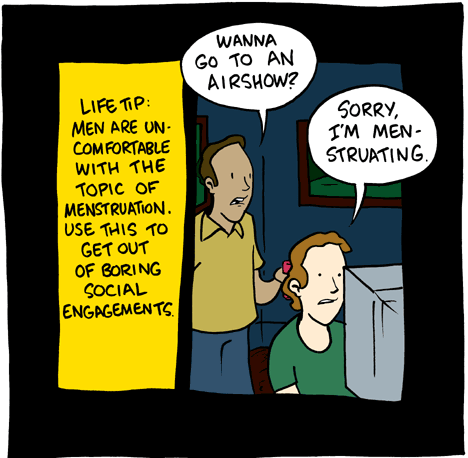 LIFE TIP:
MEN ARE UN-
COMFORTABLE
WITH THE
TOPIC OF
MENSTRUATION.
USE THIS TO
GET OUT
OF BORING
SOCIAL
ENGAGEMENTS.
WANNA
GO TO AN
AIRSHOW?
SORRY,
I'M MEN-
STRUATING.